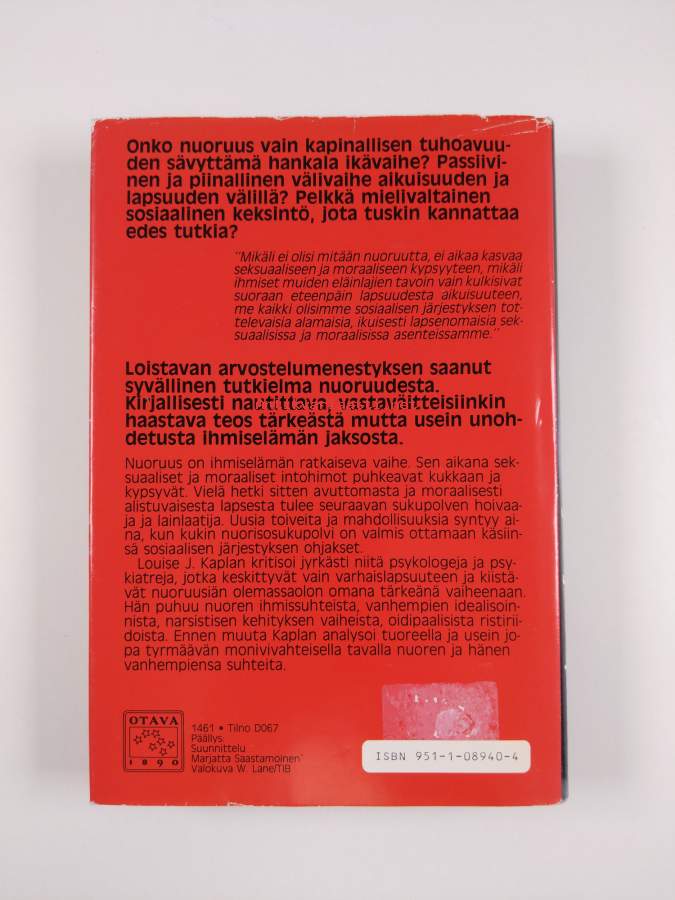 Onko nuoruus vain kapinallisen tuhoavuu-
den sävyttämä hankala ikävaihe? Passiivi-
nen ja piinallinen välivaihe aikuisuuden ja
lapsuuden välillä? Pelkkä mielivaltainen
sosiaalinen keksintö, jota tuskin kannattaa
edes tutkia?
"Mikäli ei olisi mitään nuoruutta, ei aikaa kasvaa
seksuaaliseen ja moraaliseen kypsyyteen, mikäli
ihmiset muiden eläinlajien tavoin vain kulkisivat
suoraan eteenpäin lapsuudesta aikuisuuteen,
me kaikki olisimme sosiaalisen järjestyksen tot-
televaisia alamaisia, ikuisesti lapsenomaisia sek-
suaalisissa ja moraalisissa asenteissamme."
Loistavan arvostelumenestyksen saanut
syvällinen tutkielma nuoruudesta.
Kirjallisesti nautittava, vastaväitteisiinkin
haastava teos tärkeästä mutta usein unoh-
detusta ihmiselämän jaksosta.
Nuoruus on ihmiselämän ratkaiseva vaihe. Sen aikana sek-
suaaliset ja moraaliset intohimot puhkeavat kukkaan ja
kypsyvät. Vielä hetki sitten avuttomasta ja moraalisesti
alistuvaisesta lapsesta tulee seuraavan sukupolven hoivaa-
ja ja lainlaatija. Uusia toiveita ja mahdollisuuksia syntyy ai-
na, kun kukin nuorisosukupolvi on valmis ottamaan käsiin-
sä sosiaalisen järjestyksen ohjakset.
Louise J. Kaplan kritisoi jyrkästi niitä psykologeja ja psy-
kiatreja, jotka keskittyvät vain varhaislapsuuteen ja kiistä-
vät nuoruusiän olemassaolon omana tärkeänä vaiheenaan.
Hän puhuu nuoren ihmissuhteista, vanhempien idealisoin-
nista, narsistisen kehityksen vaiheista, oidipaalisista ristirii-
doista. Ennen muuta Kaplan analysoi tuoreella ja usein jo-
pa tyrmäävän monivivahteisella tavalla nuoren ja hänen
vanhempiensa suhteita.
OTAVA
1890
1461 • Tilno D067
Päällys
Suunnittelu
Marjatta Saastamoinen
Valokuva W. Lane/TIB
ISBN 951-1-08940-4